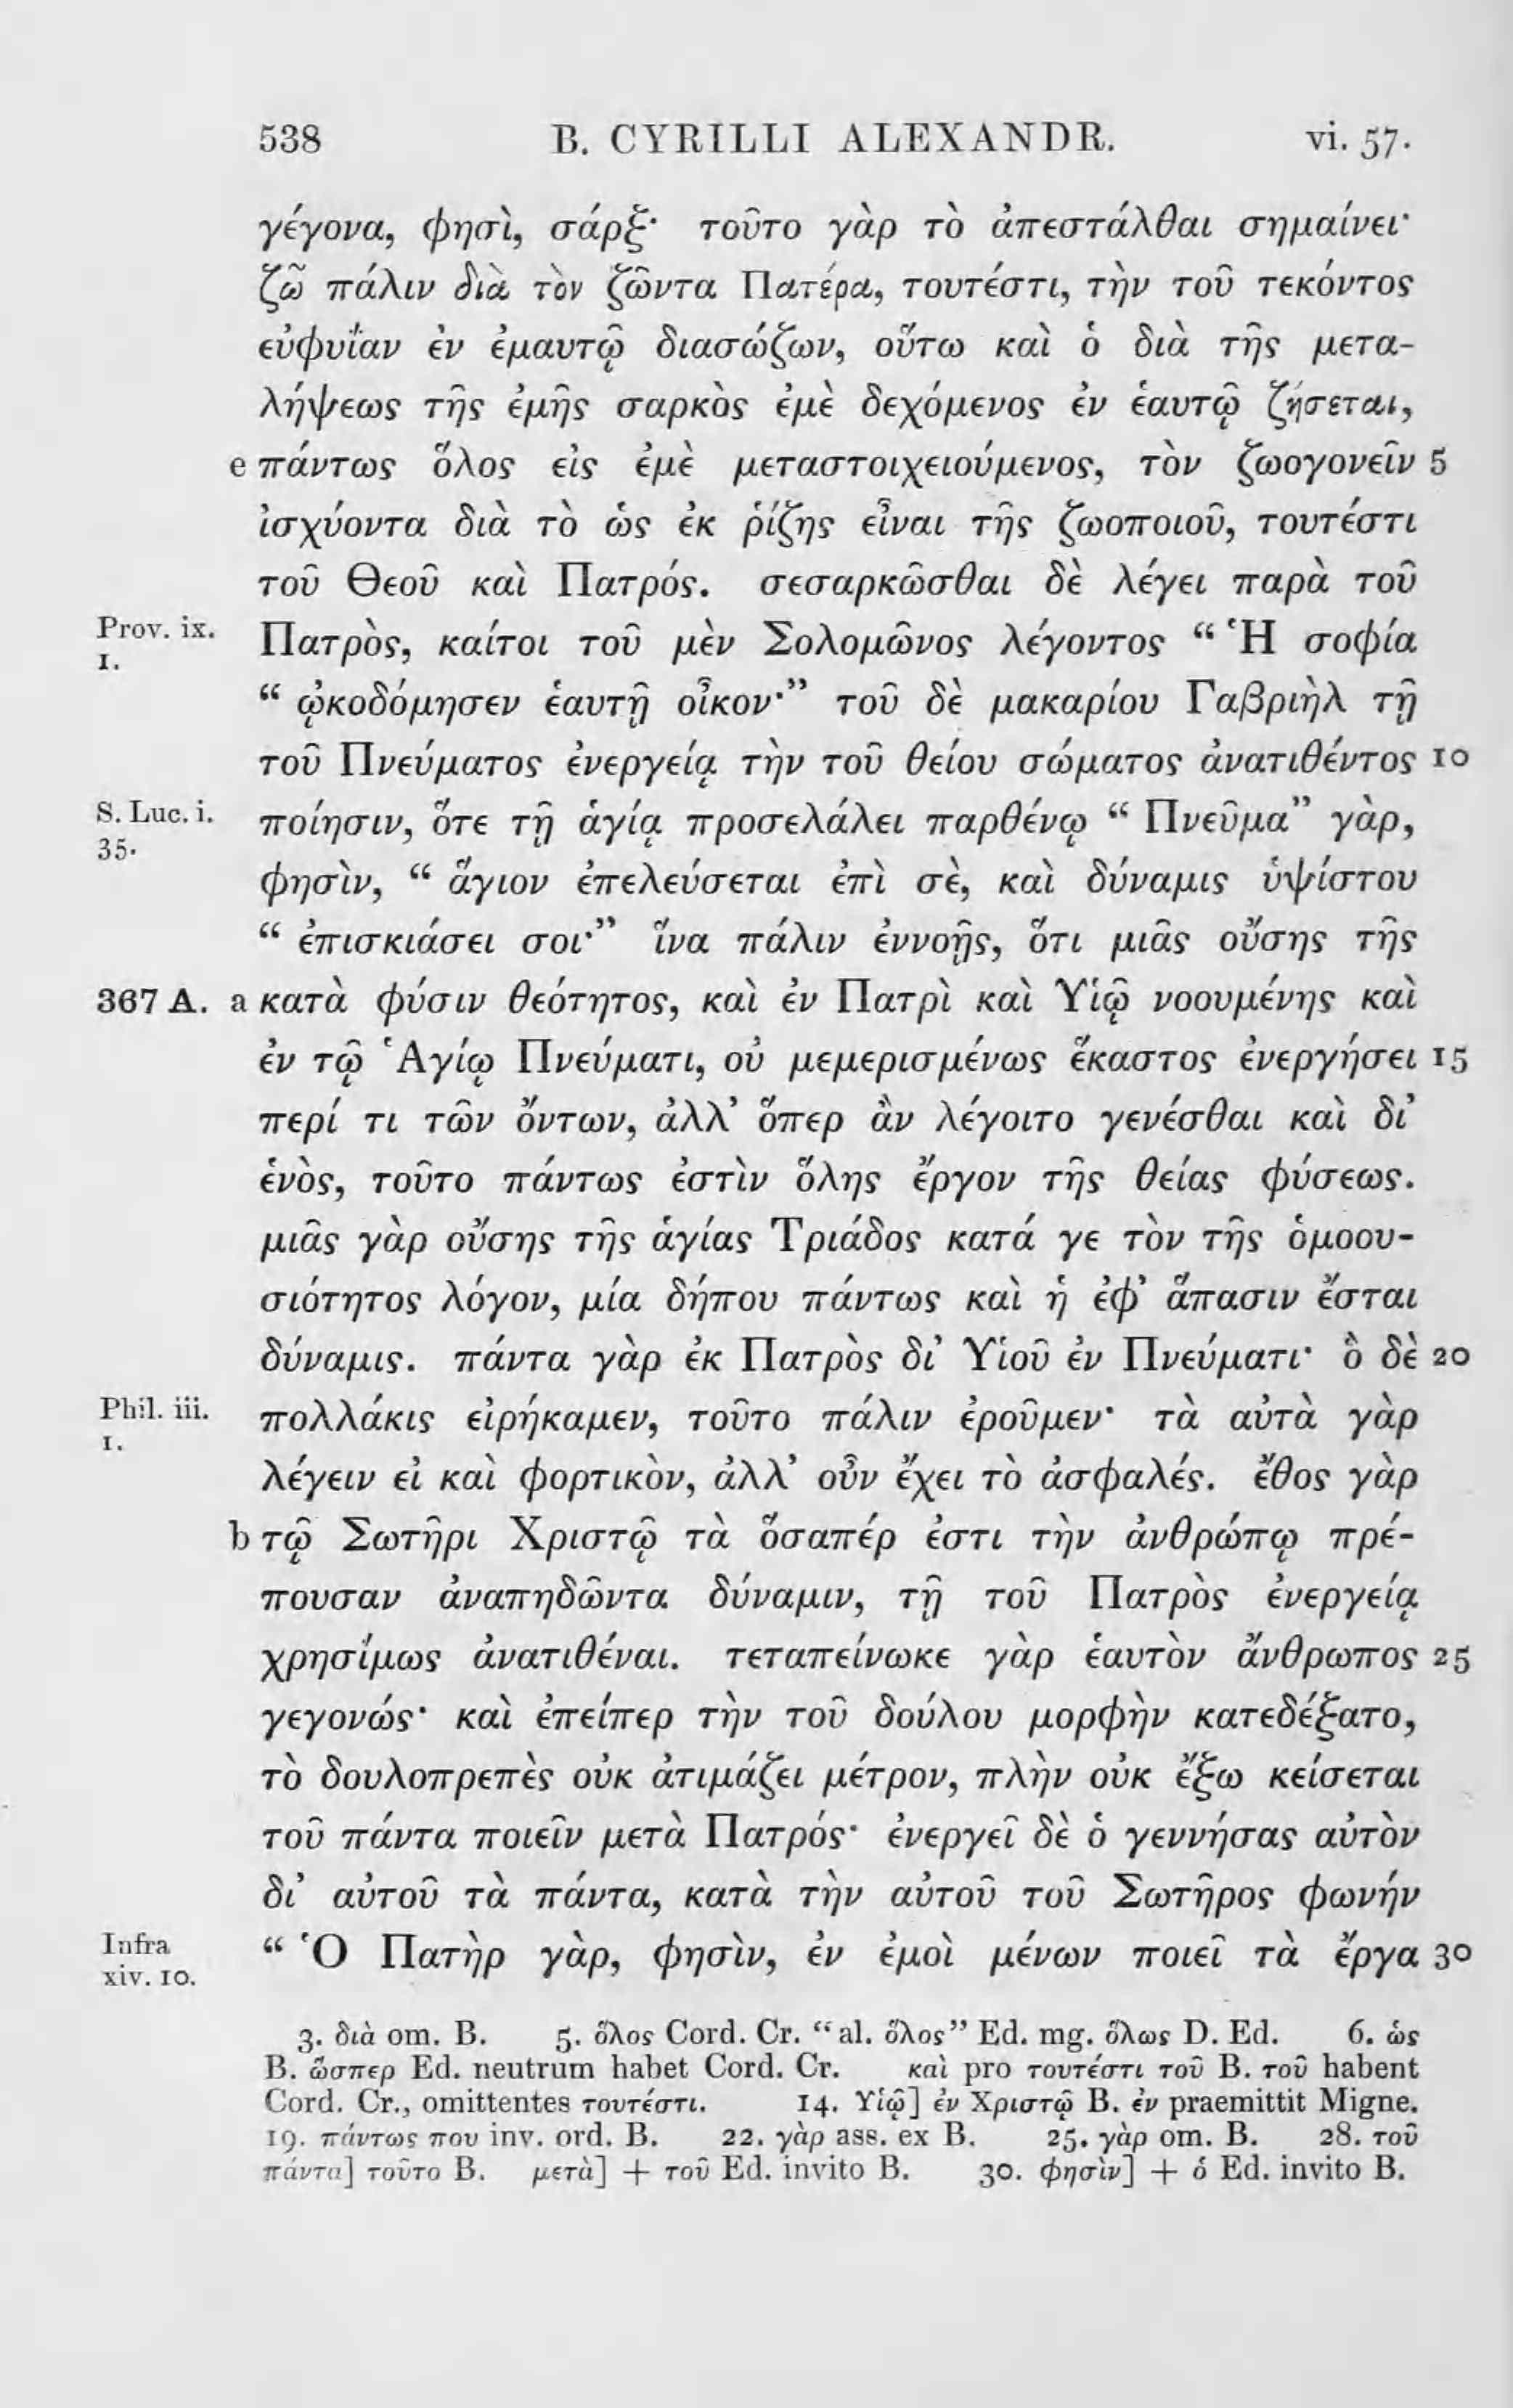 538 B. CYRILLI ALEXANDR. vi. 57.
γέγονα, φησὶ, σάρξ· τοῦτο γὰρ τὸ ἀπεστάλθαι σημαίνει·
ζῶ πάλιν διὰ τὸν ζῶντα Πατέρα, τουτέστι, τὴν τοῦ τεκόντος
εὐφυΐαν ἐν ἐμαυτῷ διασώζων, οὕτω καὶ ὁ διὰ τῆς μετα-
λήψεως τῆς ἐμῆς σαρκὸς ἐμὲ δεχόμενος ἐν ἑαυτῷ ζήσεται,
e πάντως ὅλος εἰς ἐμὲ μεταστοιχειούμενος, τὸν ζωογονεῖν 5
ἰσχύοντα διὰ τὸ ὡς ἐκ ῥίζης εἶναι τῆς ζωοποιοῦ, τουτέστι
τοῦ Θεοῦ καὶ Πατρός. σεσαρκῶσθαι δὲ λέγει παρὰ τοῦ
Prov. ix. 1. Πατρὸς, καίτοι τοῦ μὲν Σολομῶνος λέγοντος “ Ἡ σοφία
“ ᾠκοδόμησεν ἑαυτῇ οἶκον·” τοῦ δὲ μακαρίου Γαβριὴλ τῇ
τοῦ Πνεύματος ἐνεργείᾳ τὴν τοῦ θείου σώματος ἀνατιθέντος 10
S. Luc. i. 35. ποίησιν, ὅτε τῇ ἁγίᾳ προσελάλει παρθένῳ “ Πνεῦμα” γὰρ,
φησὶν, “ ἅγιον ἐπελεύσεται ἐπὶ σὲ, καὶ δύναμις ὑψίστου
“ ἐπισκιάσει σοι·” ἵνα πάλιν ἐννοῇς, ὅτι μιᾶς οὔσης τῆς
367 A. a κατὰ φύσιν θεότητος, καὶ ἐν Πατρὶ καὶ Υἱῷ νοουμένης καὶ
ἐν τῷ Ἁγίῳ Πνεύματι, οὐ μεμερισμένως ἕκαστος ἐνεργήσει 15
περί τι τῶν ὄντων, ἀλλ’ ὅπερ ἂν λέγοιτο γενέσθαι καὶ δι’
ἑνὸς, τοῦτο πάντως ἐστὶν ὅλης ἔργον τῆς θείας φύσεως.
μιᾶς γὰρ οὔσης τῆς ἁγίας Τριάδος κατά γε τὸν τῆς ὁμοου-
σιότητος λόγον, μία δήπου πάντως καὶ ἡ ἐφ’ ἅπασιν ἔσται
δύναμις. πάντα γὰρ ἐκ Πατρὸς δι’ Υἱοῦ ἐν Πνεύματι· ὃ δὲ 20
Phil. iii. 1. πολλάκις εἰρήκαμεν, τοῦτο πάλιν ἐροῦμεν· τὰ αὐτὰ γὰρ
λέγειν εἰ καὶ φορτικὸν, ἀλλ’ οὖν ἔχει τὸ ἀσφαλές. ἔθος γὰρ
b τῷ Σωτῆρι Χριστῷ τὰ ὅσαπέρ ἐστι τὴν ἀνθρώπῳ πρέ-
πουσαν ἀναπηδῶντα δύναμιν, τῇ τοῦ Πατρὸς ἐνεργείᾳ
χρησίμως ἀνατιθέναι. τεταπείνωκε γὰρ ἑαυτὸν ἄνθρωπος 25
γεγονώς· καὶ ἐπείπερ τὴν τοῦ δούλου μορφὴν κατεδέξατο,
τὸ δουλοπρεπὲς οὐκ ἀτιμάζει μέτρον, πλὴν οὐκ ἔξω κείσεται
τοῦ πάντα ποιεῖν μετὰ Πατρός· ἐνεργεῖ δὲ ὁ γεννήσας αὐτὸν
δι’ αὐτοῦ τὰ πάντα, κατὰ τὴν αὐτοῦ τοῦ Σωτῆρος φωνήν
Infra xiv. 10. “ Ὁ Πατὴρ γὰρ, φησὶν, ἐν ἐμοὶ μένων ποιεῖ τὰ ἔργα 30
3. διὰ om. B. 5. ὅλος Cord. Cr. “al. ὅλος” Ed. mg. ὅλως D. Ed. 6. ὡς
B. ὥσπερ Ed. neutrum habet Cord. Cr. καὶ pro τουτέστι τοῦ B. τοῦ habent
Cord. Cr., omittentes τουτέστι. 14. Υἱῷ] ἐν Χριστῷ B. ἐν praemittit Migne.
19. πάντως που inv. ord. B. 22. γὰρ ass. ex B. 25. γὰρ om. B. 28. τοῦ
πάντα] τοῦτο B. μετὰ] + τοῦ Ed. invito B. 30. φησὶν] + ὁ Ed. invito B.